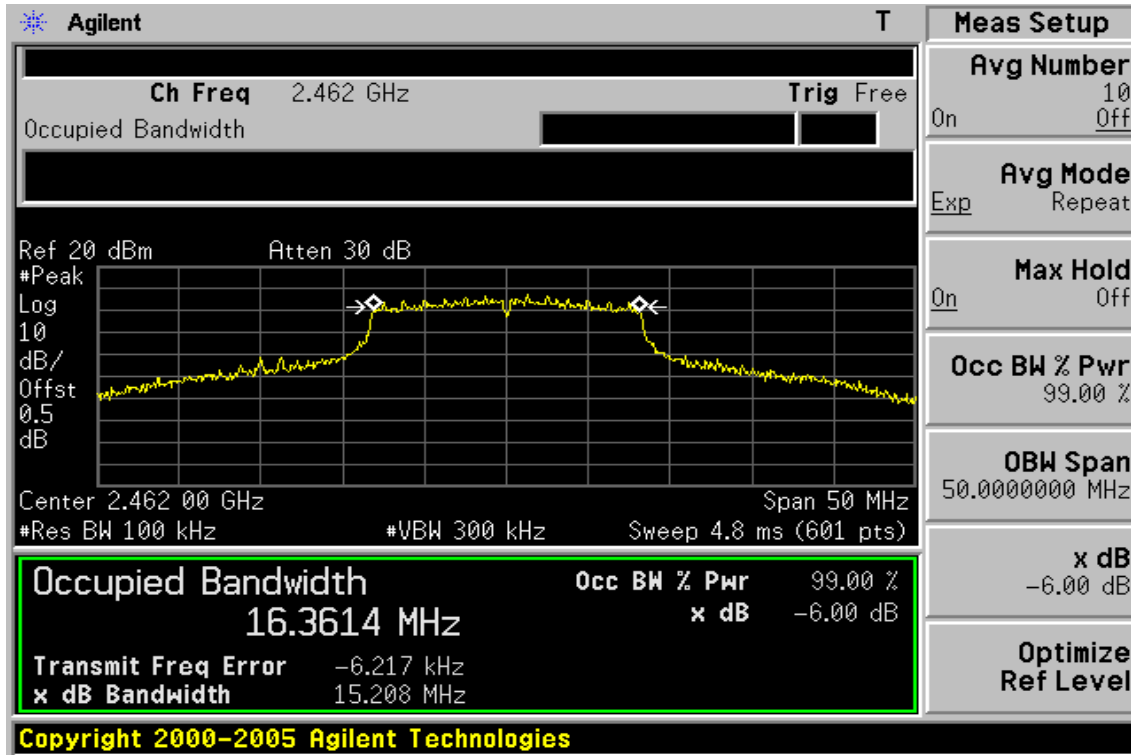 Agilent T
Ch Freq 2.462 GHz Trig Free
Occupied Bandwidth
Ref 20 dBm Atten 30 dB
#Peak
Log
10
dB/
Offst
0.5
dB
Center 2.462 00 GHz Span 50 MHz
#Res BW 100 kHz #VBW 300 kHz Sweep 4.8 ms (601 pts)
Occupied Bandwidth Occ BW % Pwr 99.00 %
16.3614 MHz x dB -6.00 dB
Transmit Freq Error -6.217 kHz
x dB Bandwidth 15.208 MHz
Copyright 2000-2005 Agilent Technologies
Meas Setup
Avg Number
10
On Off
Avg Mode
Exp Repeat
Max Hold
On Off
Occ BW % Pwr
99.00 %
OBW Span
50.0000000 MHz
x dB
-6.00 dB
Optimize
Ref Level